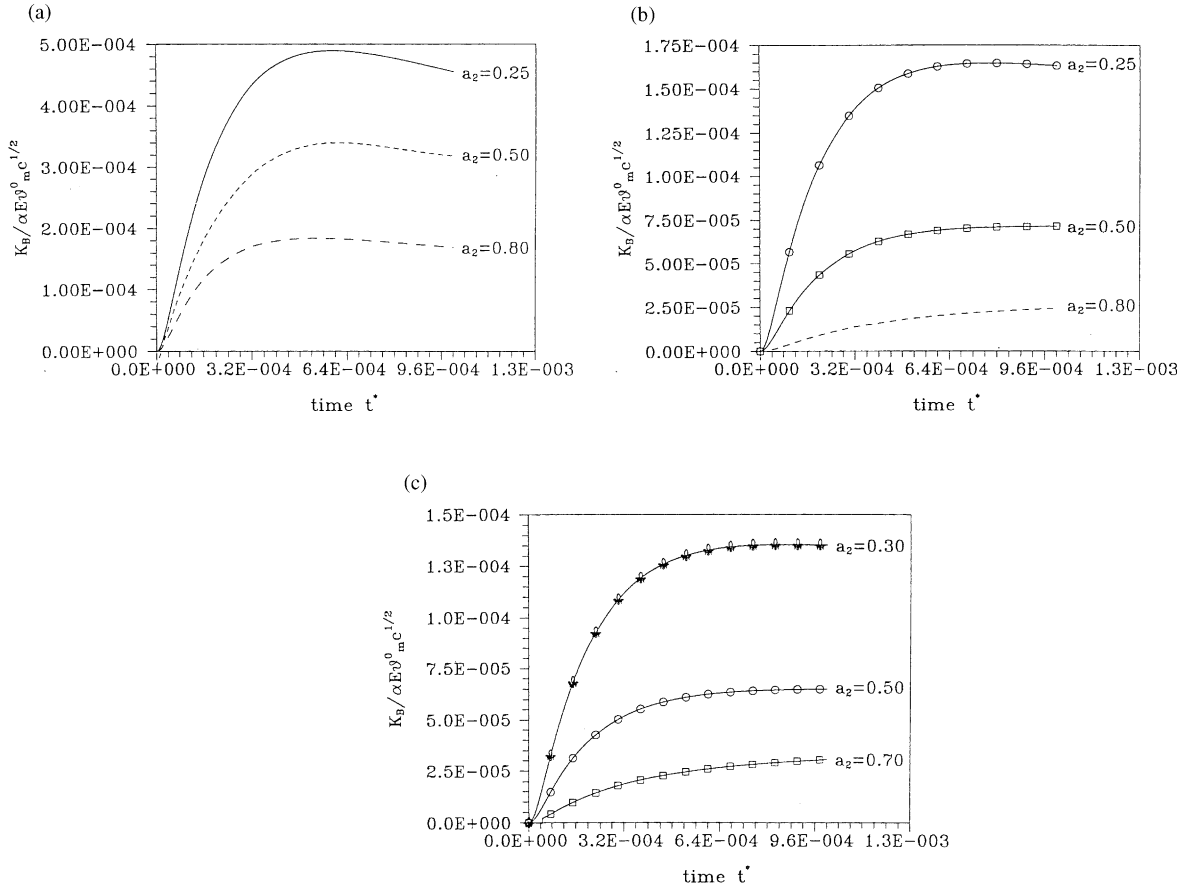 (a)
5.00E−004
4.00E−004
3.00E−004
2.00E−004
1.00E−004
0.00E+000
0.0E+000 3.2E−004 6.4E−004 9.6E−004 1.3E−003
K_B/αEϑ⁰_m c^1/2
time t*
a₂=0.25
a₂=0.50
a₂=0.80
(b)
1.75E−004
1.50E−004
1.25E−004
1.00E−004
7.50E−005
5.00E−005
2.50E−005
0.00E+000
0.0E+000 3.2E−004 6.4E−004 9.6E−004 1.3E−003
K_B/αEϑ⁰_m c^1/2
time t*
a₂=0.25
a₂=0.50
a₂=0.80
(c)
1.5E−004
1.3E−004
1.0E−004
7.5E−005
5.0E−005
2.5E−005
0.0E+000
0.0E+000 3.2E−004 6.4E−004 9.6E−004 1.3E−003
K_B/αEϑ⁰_m c^1/2
time t*
a₂=0.30
a₂=0.50
a₂=0.70